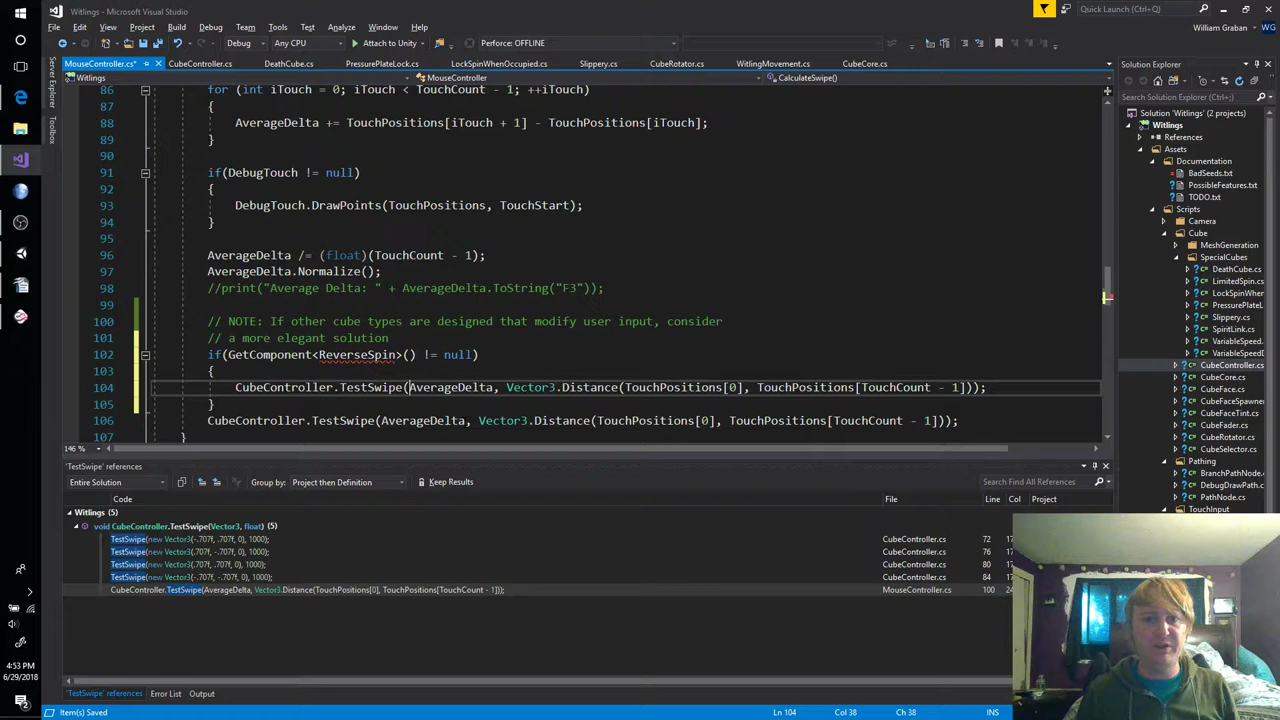 Witlings - Microsoft Visual Studio
Quick Launch (Ctrl+;)
File Edit View Project Build Debug Team Tools Test Analyze Window Help
William Graban WG
Debug Any CPU Attach to Unity Perforce: OFFLINE
MouseController.cs* CubeController.cs DeathCube.cs PressurePlateLock.cs LockSpinWhenOccupied.cs Slippery.cs CubeRotator.cs WitlingMovement.cs CubeCore.cs
Solution Explorer
Witlings MouseController CalculateSwipe()
Server Explorer
Toolbox
Search Solution Explorer (Ctrl+;)
86 for (int iTouch = 0; iTouch < TouchCount - 1; ++iTouch)
87 {
88 AverageDelta += TouchPositions[iTouch + 1] - TouchPositions[iTouch];
89 }
90
91 if(DebugTouch != null)
92 {
93 DebugTouch.DrawPoints(TouchPositions, TouchStart);
94 }
95
96 AverageDelta /= (float)(TouchCount - 1);
97 AverageDelta.Normalize();
98 //print("Average Delta: " + AverageDelta.ToString("F3"));
99
100 // NOTE: If other cube types are designed that modify user input, consider
101 // a more elegant solution
102 if(GetComponent<ReverseSpin>() != null)
103 {
104 CubeController.TestSwipe(AverageDelta, Vector3.Distance(TouchPositions[0], TouchPositions[TouchCount - 1]));
105 }
106 CubeController.TestSwipe(AverageDelta, Vector3.Distance(TouchPositions[0], TouchPositions[TouchCount - 1]));
107 }
146 %
Solution 'Witlings' (2 projects)
Witlings
References
Assets
Documentation
BadSeeds.txt
PossibleFeatures.txt
TODO.txt
Scripts
Camera
Cube
MeshGeneration
SpecialCubes
DeathCube.cs
LimitedSpin.cs
LockSpinWhe
Pressure
Slippery.cs
SpiritLink.cs
VariableSpeed
VariableSpeedD
CubeController.cs
CubeCore.cs
CubeFaceSpawn
CubeFaceTint.cs
CubeFader.cs
CubeRotator.cs
CubeSelector.cs
Pathing
BranchPathNode.cs
DebugDrawPath.cs
PathNode.cs
TouchInput
'TestSwipe' references
Entire Solution Group by: Project then Definition Keep Results Search Find All References
Code File Line Col Project
Witlings (5)
void CubeController.TestSwipe(Vector3, float) (5)
TestSwipe(new Vector3(-.707f, .707f, 0), 1000); CubeController.cs 72 17
TestSwipe(new Vector3(.707f, -.707f, 0), 1000); CubeController.cs 76 17
TestSwipe(new Vector3(.707f, .707f, 0), 1000); CubeController.cs 80 17
TestSwipe(new Vector3(-.707f, -.707f, 0), 1000); CubeController.cs 84 17
CubeController.TestSwipe(AverageDelta, Vector3.Distance(TouchPositions[0], TouchPositions[TouchCount - 1])); MouseController.cs 100 24
'TestSwipe' references Error List Output
Item(s) Saved Ln 104 Col 38 Ch 38 INS
4:53 PM
6/29/2018
2